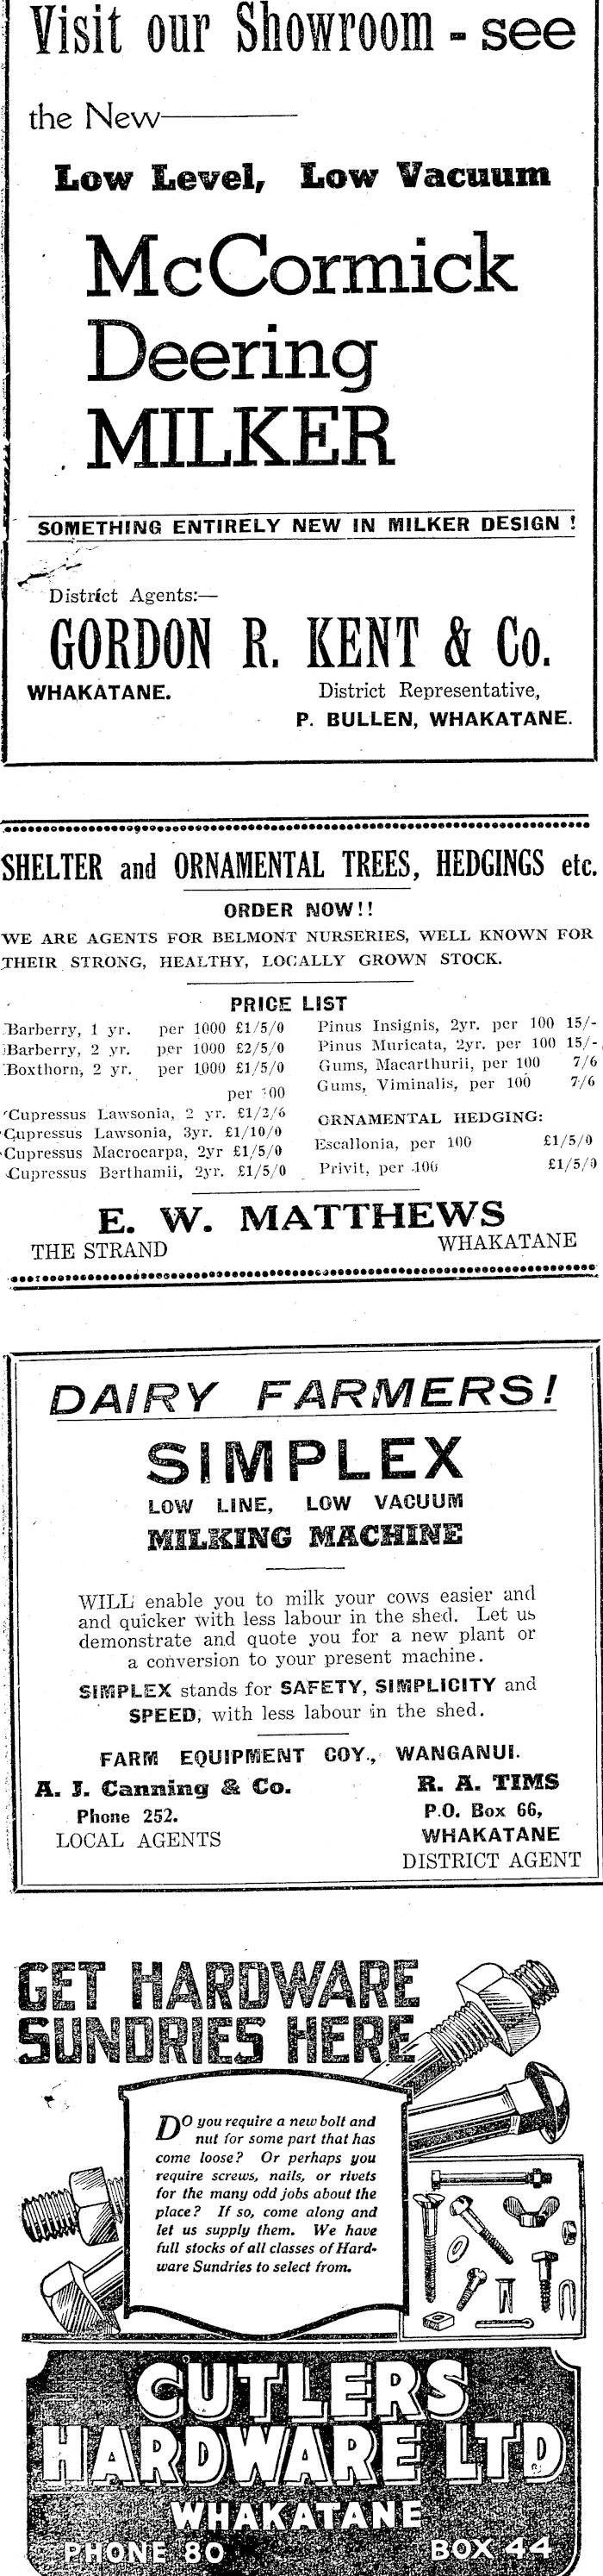 Visit our Showroom - see
the New
Low Level, Low Vacuum
McCormick
Deering
MILKER
SOMETHING ENTIRELY NEW IN MILKER DESIGN !
District Agents:—
GORDON R. KENT & Co.
WHAKATANE.
District Representative,
P. BULLEN, WHAKATANE.
SHELTER and ORNAMENTAL TREES, HEDGINGS etc.
ORDER NOW!!
WE ARE AGENTS FOR BELMONT NURSERIES, WELL KNOWN FOR
THEIR STRONG, HEALTHY, LOCALLY GROWN STOCK.
PRICE LIST
Barberry, 1 yr. per 1000 £1/5/0
Barberry, 2 yr. per 1000 £2/5/0
Boxthorn, 2 yr. per 1000 £1/5/0
per 100
Cupressus Lawsonia, 2 yr. £1/2/6
Cupressus Lawsonia, 3yr. £1/10/0
Cupressus Macrocarpa, 2yr £1/5/0
Cupressus Berthamii, 2yr. £1/5/0
Pinus Insignis, 2yr. per 100 15/-
Pinus Muricata, 2yr. per 100 15/-
Gums, Macarthurii, per 100 7/6
Gums, Viminalis, per 100 7/6
ORNAMENTAL HEDGING:
Escallonia, per 100 £1/5/0
Privit, per 100 £1/5/0
E. W. MATTHEWS
THE STRAND WHAKATANE
DAIRY FARMERS!
SIMPLEX
LOW LINE, LOW VACUUM
MILKING MACHINE
WILL enable you to milk your cows easier and
and quicker with less labour in the shed. Let us
demonstrate and quote you for a new plant or
a conversion to your present machine.
SIMPLEX stands for SAFETY, SIMPLICITY and
SPEED, with less labour in the shed.
FARM EQUIPMENT COY., WANGANUI.
A. J. Canning & Co.
Phone 252.
LOCAL AGENTS
R. A. TIMS
P.O. Box 66,
WHAKATANE
DISTRICT AGENT
GET HARDWARE
SUNDRIES HERE
DO you require a new bolt and
nut for some part that has
come loose? Or perhaps you
require screws, nails, or rivets
for the many odd jobs about the
place? If so, come along and
let us supply them. We have
full stocks of all classes of Hard-
ware Sundries to select from.
CUTLERS
HARDWARE LTD
WHAKATANE
PHONE 80 BOX 44